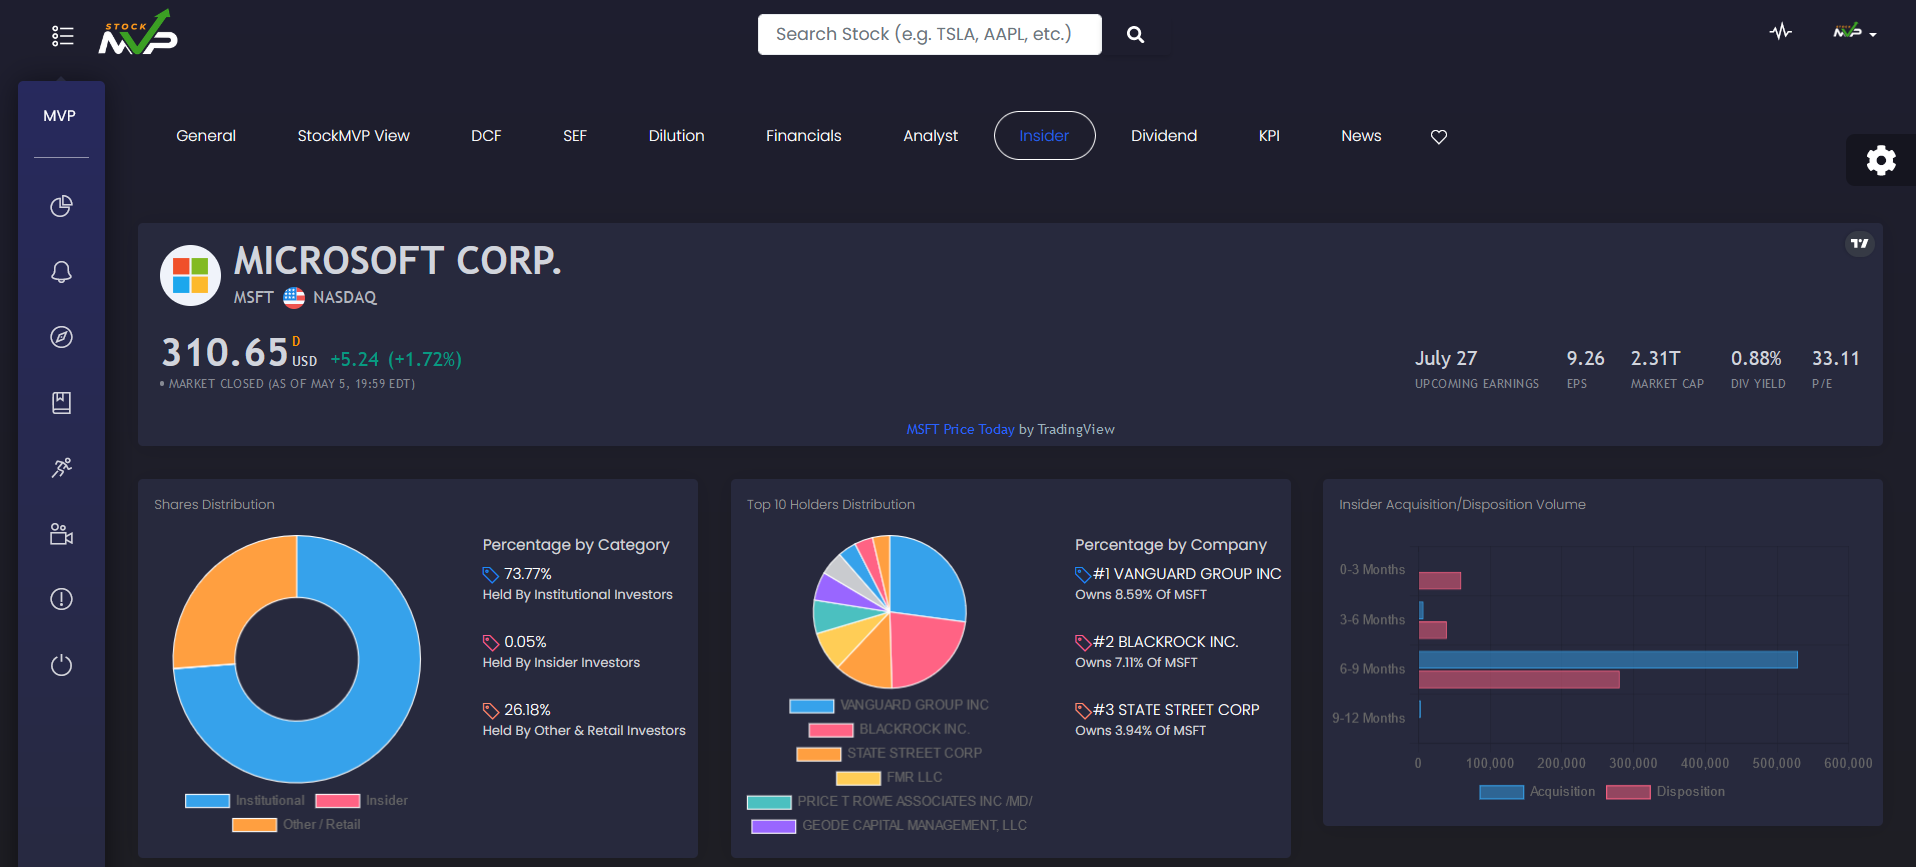 STOCK
MVP
Search Stock (e.g. TSLA, AAPL, etc.)
MVP
MVP
General
StockMVP View
DCF
SEF
Dilution
Financials
Analyst
Insider
Dividend
KPI
News
MICROSOFT CORP.
MSFT NASDAQ
310.65 D USD +5.24 (+1.72%)
• MARKET CLOSED (AS OF MAY 5, 19:59 EDT)
July 27 9.26 2.31T 0.88% 33.11
UPCOMING EARNINGS EPS MARKET CAP DIV YIELD P/E
MSFT Price Today by TradingView
Shares Distribution
Percentage by Category
73.77%
Held By Institutional Investors
0.05%
Held By Insider Investors
26.18%
Held By Other & Retail Investors
Institutional Insider
Other / Retail
Top 10 Holders Distribution
Percentage by Company
#1 VANGUARD GROUP INC
Owns 8.59% Of MSFT
#2 BLACKROCK INC.
Owns 7.11% Of MSFT
#3 STATE STREET CORP
Owns 3.94% Of MSFT
VANGUARD GROUP INC
BLACKROCK INC.
STATE STREET CORP
FMR LLC
PRICE T ROWE ASSOCIATES INC /MD/
GEODE CAPITAL MANAGEMENT, LLC
Insider Acquisition/Disposition Volume
0-3 Months
3-6 Months
6-9 Months
9-12 Months
0 100,000 200,000 300,000 400,000 500,000 600,000
Acquisition Disposition